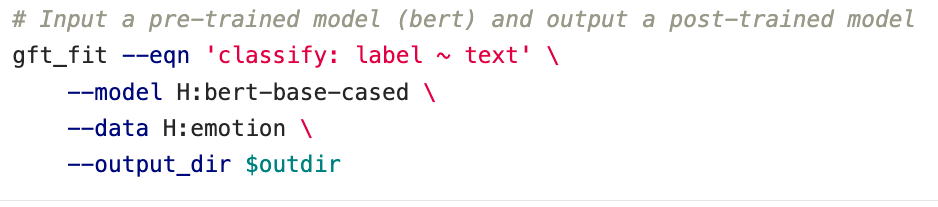 # Input a pre-trained model (bert) and output a post-trained model
gft_fit --eqn 'classify: label ~ text' \
    --model H:bert-base-cased \
    --data H:emotion \
    --output_dir $outdir